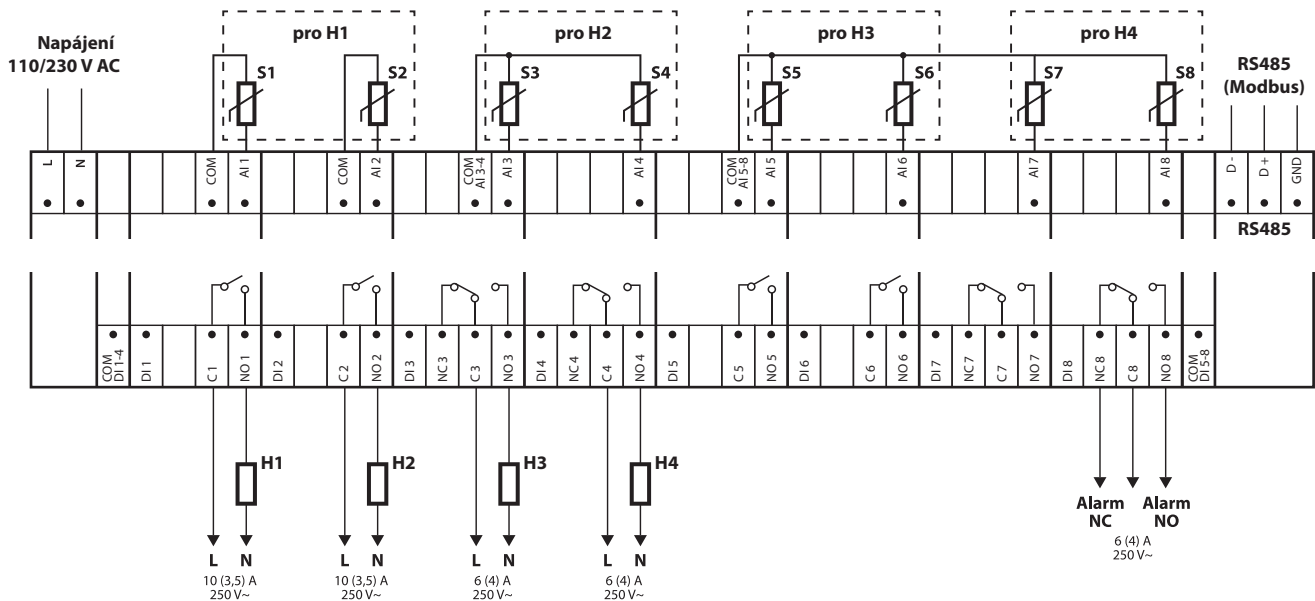 Napájení
110/230 V AC
pro H1
pro H2
pro H3
pro H4
RS485
(Modbus)
S1
S2
S3
S4
S5
S6
S7
S8
L
N
COM
AI 1
COM
AI 2
COM
AI 3-4
AI 3
AI 4
COM
AI 5-8
AI 5
AI 6
AI 7
AI 8
D -
D +
GND
RS485
COM
DI 1-4
DI 1
C 1
NO 1
DI 2
C 2
NO 2
DI 3
NC 3
C 3
NO 3
DI 4
NC 4
C 4
NO 4
DI 5
C 5
NO 5
DI 6
C 6
NO 6
DI 7
NC 7
C 7
NO 7
DI 8
NC 8
C 8
NO 8
COM
DI 5-8
H1
H2
H3
H4
L N
10 (3,5) A
250 V~
L N
10 (3,5) A
250 V~
L N
6 (4) A
250 V~
L N
6 (4) A
250 V~
Alarm
NC
Alarm
NO
6 (4) A
250 V~